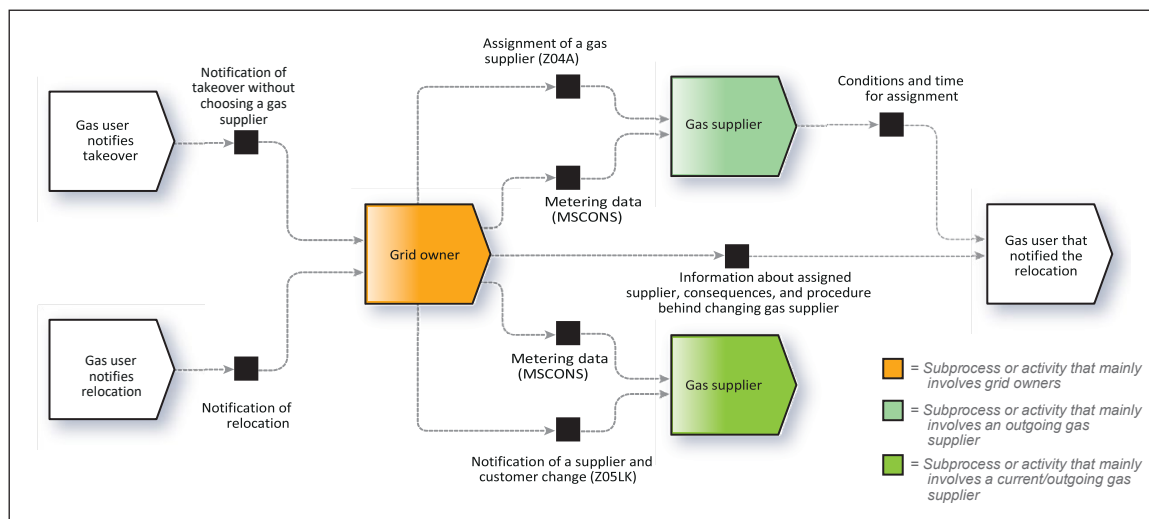 Gas user
notifies
takeover
Notification of
takeover without
choosing a gas
supplier
Assignment of a gas
supplier (Z04A)
Gas supplier
Conditions and time
for assignment
Metering data
(MSCONS)
Grid owner
Gas user that
notified the
relocation
Information about assigned
supplier, consequences, and procedure
behind changing gas supplier
Gas user
notifies
relocation
Notification of
relocation
Metering data
(MSCONS)
Gas supplier
Notification of a supplier and
customer change (Z05LK)
= Subprocess or activity that mainly
involves grid owners
= Subprocess or activity that mainly
involves an outgoing gas
supplier
= Subprocess or activity that mainly
involves a current/outgoing gas
supplier